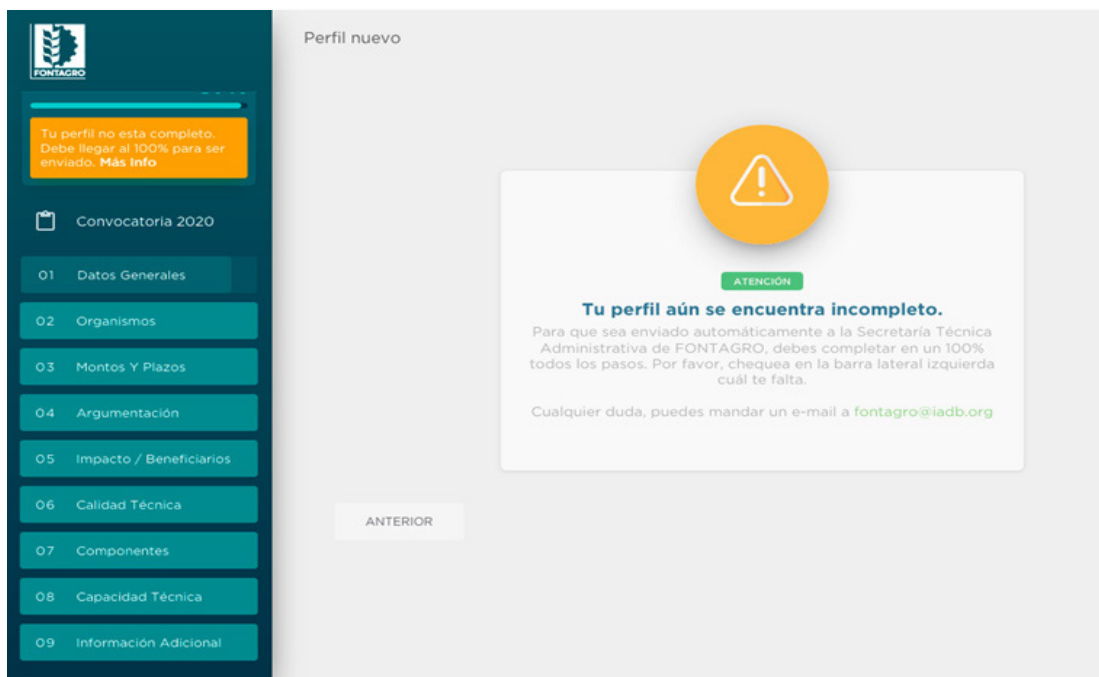 FONTAGRO
Perfil nuevo
Tu perfil no esta completo.
Debe llegar al 100% para ser
enviado. Más Info
Convocatoria 2020
01 Datos Generales
02 Organismos
03 Montos Y Plazos
04 Argumentación
05 Impacto / Beneficiarios
06 Calidad Técnica
07 Componentes
08 Capacidad Técnica
09 Información Adicional
ATENCIÓN
Tu perfil aún se encuentra incompleto.
Para que sea enviado automáticamente a la Secretaría Técnica
Administrativa de FONTAGRO, debes completar en un 100%
todos los pasos. Por favor, chequea en la barra lateral izquierda
cuál te falta.
Cualquier duda, puedes mandar un e-mail a fontagro@iadb.org
ANTERIOR